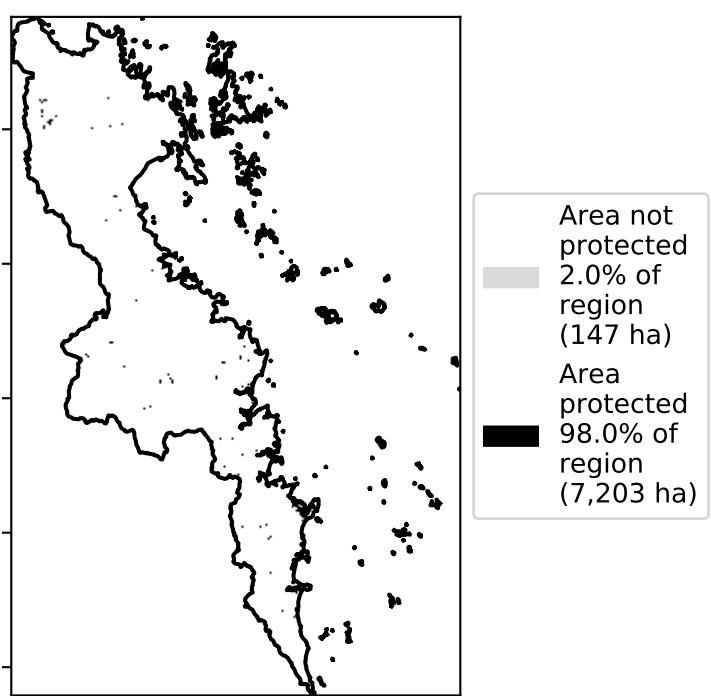 Area not
protected
2.0% of
region
(147 ha)
Area
protected
98.0% of
region
(7,203 ha)